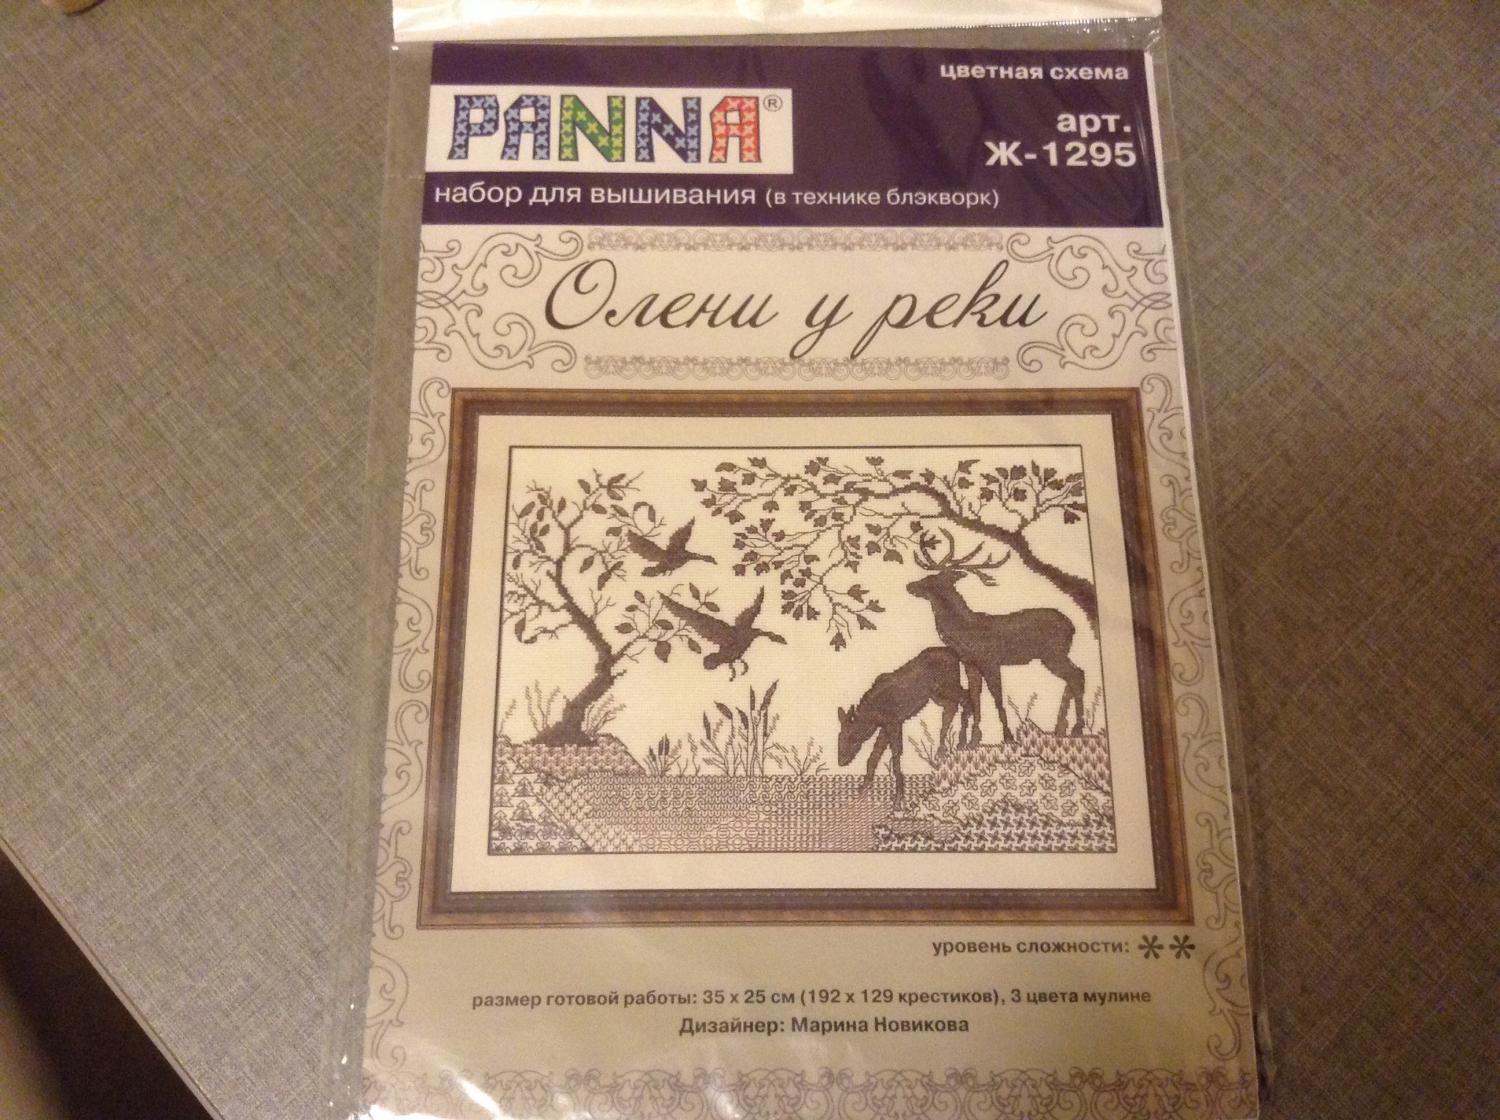 цветная схема
PANNA®
арт.
Ж-1295
набор для вышивания (в технике блэкворк)
Олени у реки
уровень сложности: **
размер готовой работы: 35 x 25 см (192 x 129 крестиков), 3 цвета мулине
Дизайнер: Марина Новикова